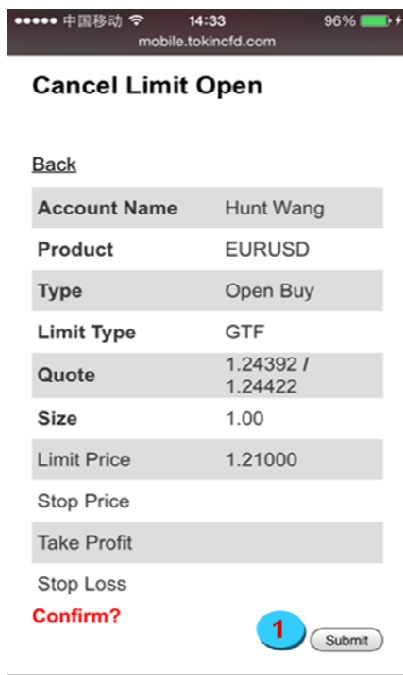 中国移动 14:33 96%
mobile.tokincfd.com
Cancel Limit Open
Back
Account Name Hunt Wang
Product EURUSD
Type Open Buy
Limit Type GTF
Quote 1.24392 /
1.24422
Size 1.00
Limit Price 1.21000
Stop Price
Take Profit
Stop Loss
Confirm?
1 Submit